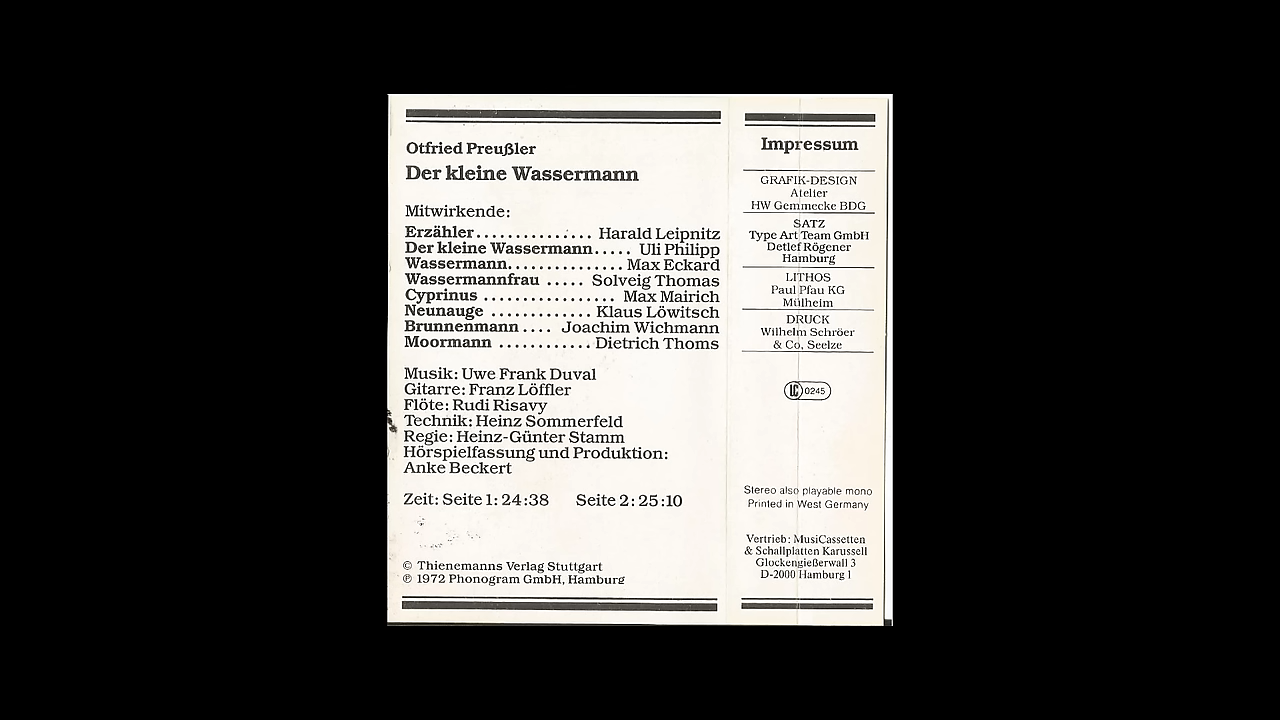 Otfried Preußler
Der kleine Wassermann
Mitwirkende:
Erzähler............... Harald Leipnitz
Der kleine Wassermann..... Uli Philipp
Wassermann............... Max Eckard
Wassermannfrau ..... Solveig Thomas
Cyprinus ................. Max Mairich
Neunauge ............. Klaus Löwitsch
Brunnenmann.... Joachim Wichmann
Moormann ............ Dietrich Thoms
Musik: Uwe Frank Duval
Gitarre: Franz Löffler
Flöte: Rudi Risavy
Technik: Heinz Sommerfeld
Regie: Heinz-Günter Stamm
Hörspielfassung und Produktion:
Anke Beckert
Zeit: Seite 1: 24:38 Seite 2: 25:10
© Thienemanns Verlag Stuttgart
℗ 1972 Phonogram GmbH, Hamburg
Impressum
GRAFIK-DESIGN
Atelier
HW Gemmecke BDG
SATZ
Type Art Team GmbH
Detlef Rögener
Hamburg
LITHOS
Paul Pfau KG
Mülheim
DRUCK
Wilhelm Schröer
& Co, Seelze
LC 0245
Stereo also playable mono
Printed in West Germany
Vertrieb: MusiCassetten
& Schallplatten Karussell
Glockengießerwall 3
D-2000 Hamburg 1